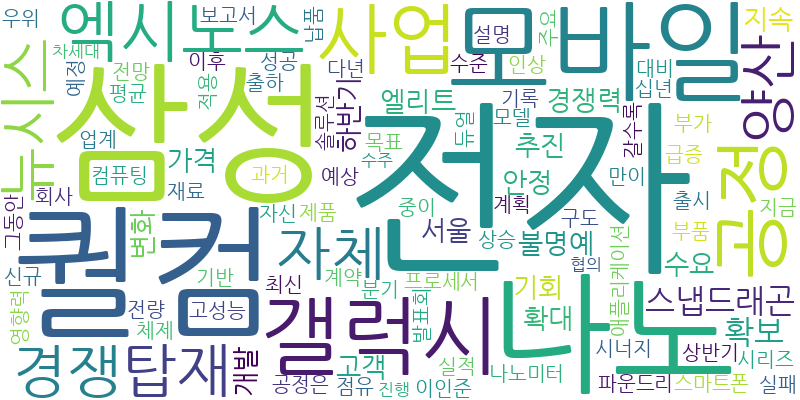 우위
엑시노스
보고서
납품
사업
모바일
설명
주요
지속
뉴시스
차세대
예정
전망
평균
이후
적용
성공
출하
다년
솔루션
하반기
수준
기록
인상
듀얼
모델
경쟁력
갈수록
대비
십년
부가
급증
양산
삼성
전자
엘리트
목표
수주
추진
안정
만이
업계
컴퓨팅
가격
재료
과거
예상
공정
그동안
회사
변화
자신
제품
중이
계획
구도
출시
지금
퀄컴
자체
서울
상승
불명예
협의
애플리케이션
부품
수요
신규
영향력
전량
체제
기반
고성능
최신
계약
분기
프로세서
발표회
기회
확대
나노
스냅드래곤
확보
갤럭시
경쟁
탑재
개발
고객
시너지
상반기
시리즈
나노미터
공정은
점유
실적
진행
이인준
파운드리
스마트폰
실패